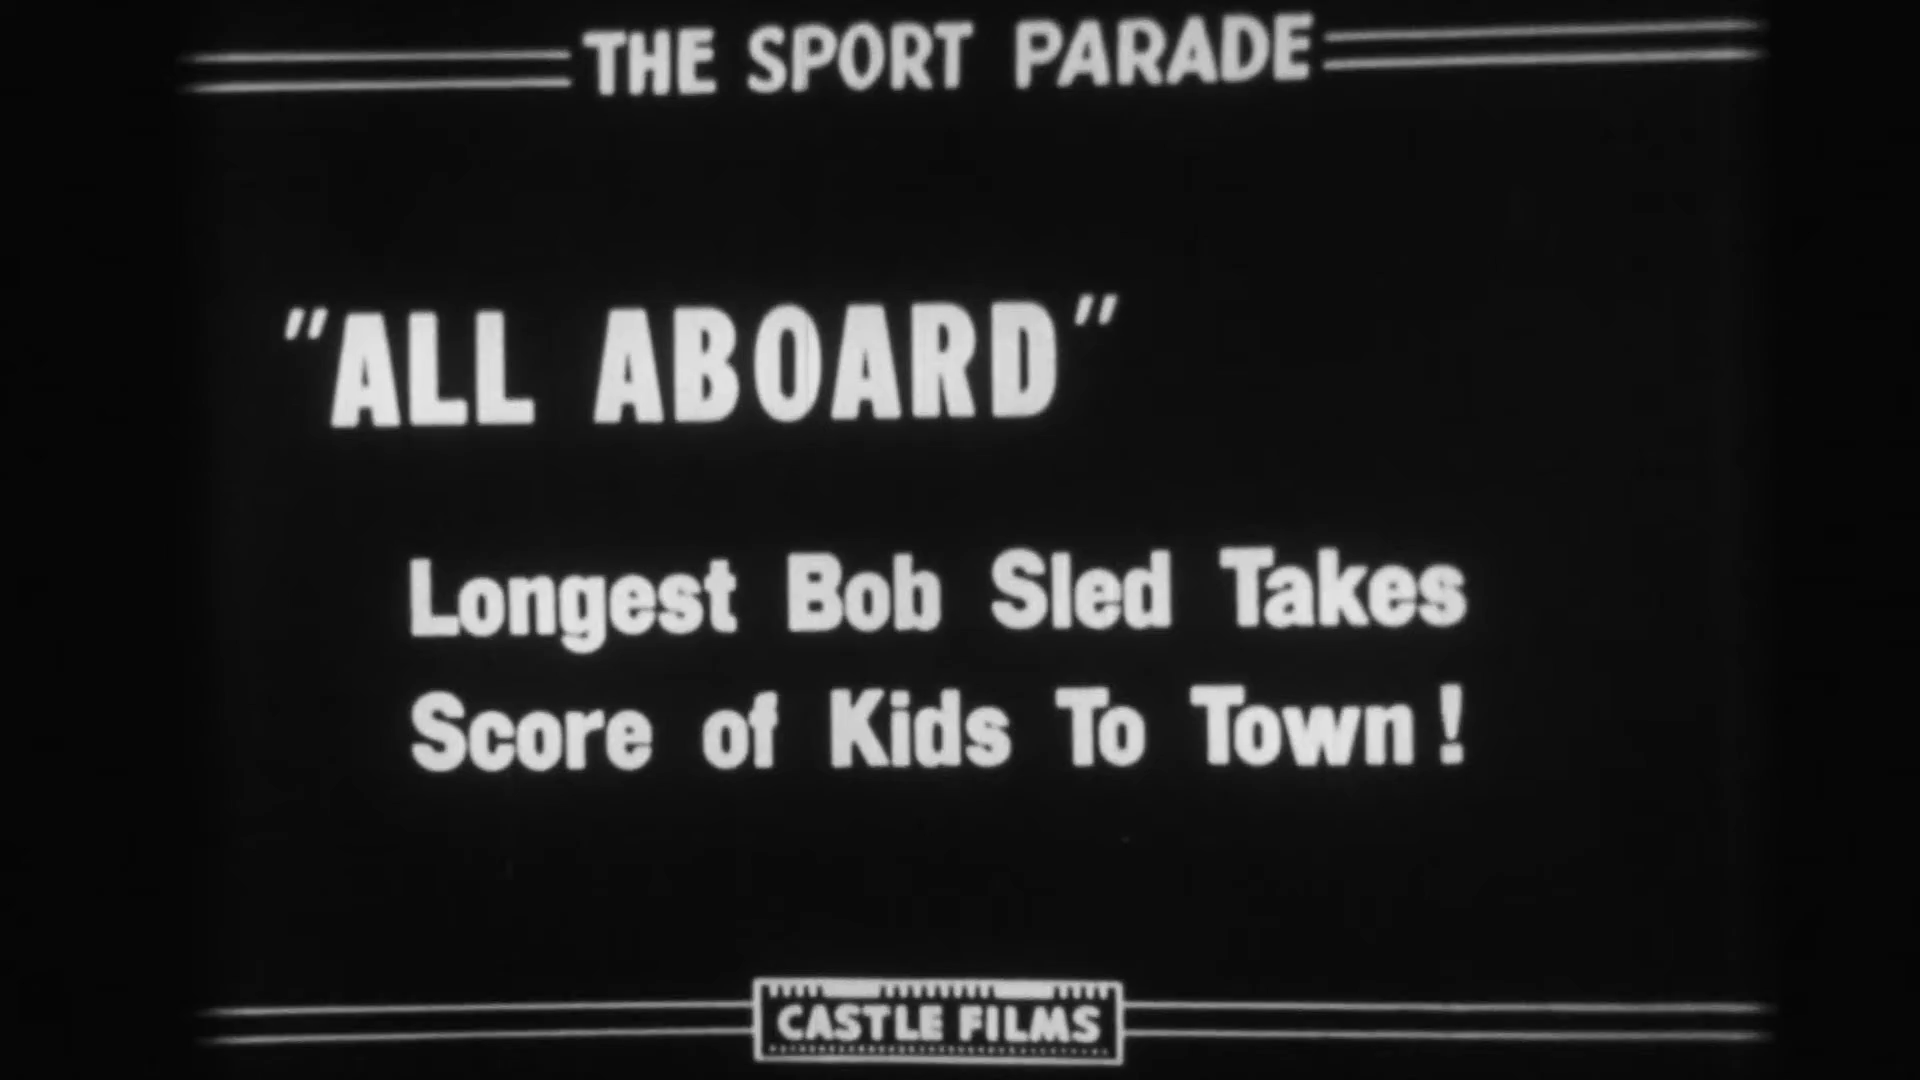 THE SPORT PARADE
"ALL ABOARD"
Longest Bob Sled Takes
Score of Kids To Town!
CASTLE FILMS